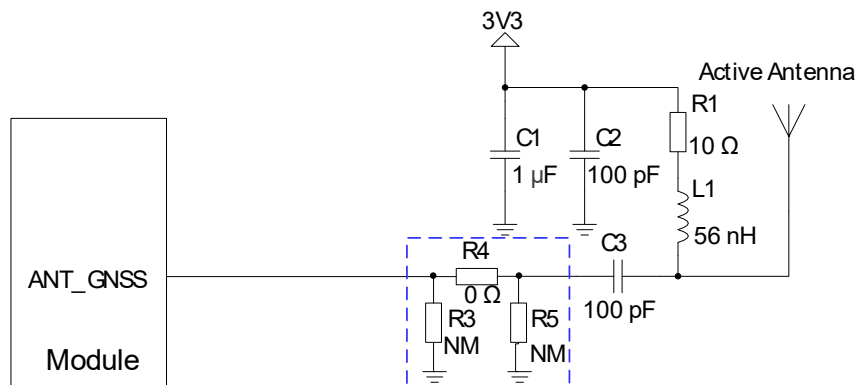 3V3
Active Antenna
R1
10 Ω
C1
1 µF
C2
100 pF
L1
56 nH
C3
100 pF
R4
0 Ω
ANT_GNSS
R3
NM
R5
NM
Module